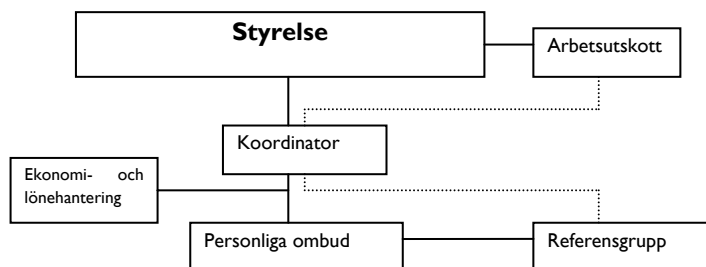 Styrelse
Arbetsutskott
Koordinator
Ekonomi- och
lönehantering
Personliga ombud
Referensgrupp